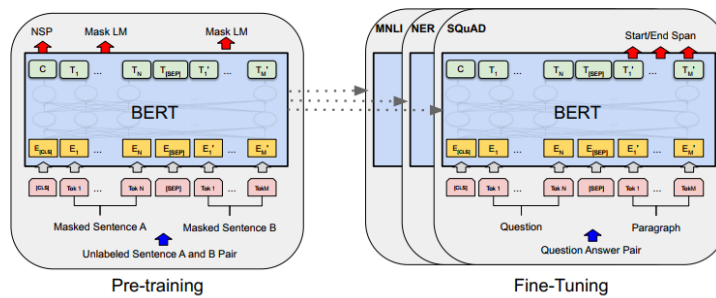 NSP Mask LM Mask LM
C T1 ... TN T[SEP] T1' ... TM'
BERT
E[CLS] E1 ... EN E[SEP] E1' ... EM'
[CLS] Tok 1 ... Tok N [SEP] Tok 1 ... TokM
Masked Sentence A Masked Sentence B
Unlabeled Sentence A and B Pair
Pre-training
MNLI NER SQuAD Start/End Span
C T1 ... TN T[SEP] T1' ... TM'
BERT
E[CLS] E1 ... EN E[SEP] E1' ... EM'
[CLS] Tok 1 ... Tok N [SEP] Tok 1 ... TokM
Question Paragraph
Question Answer Pair
Fine-Tuning